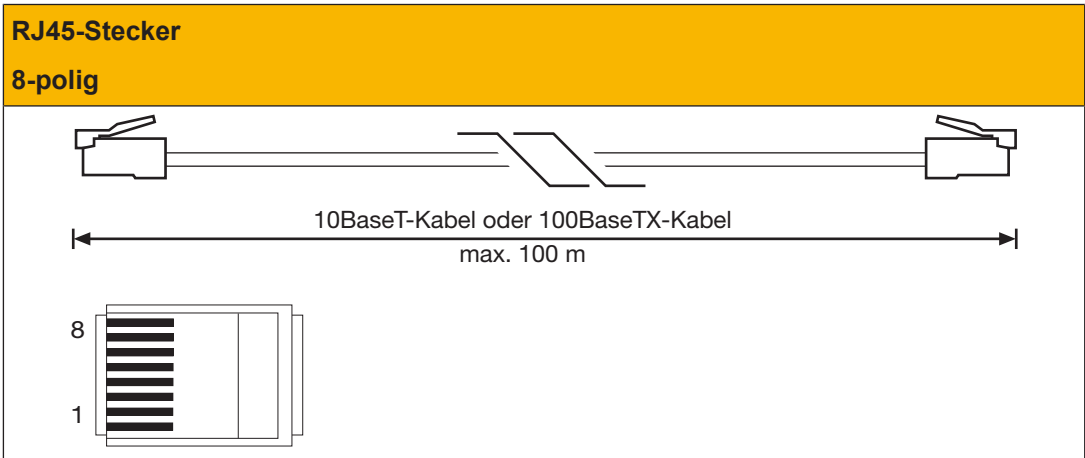 RJ45-Stecker
8-polig
10BaseT-Kabel oder 100BaseTX-Kabel
max. 100 m
8
1